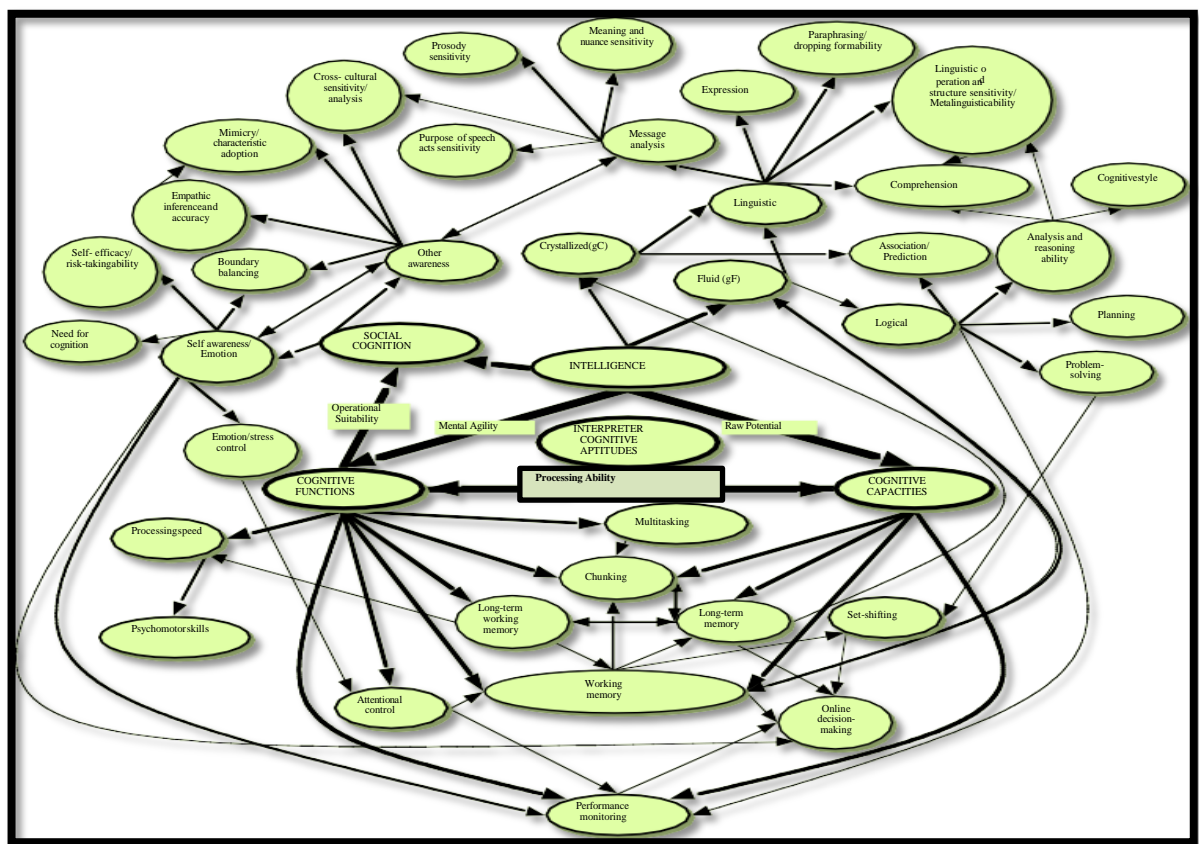 Meaning and
nuance sensitivity
Paraphrasing/
dropping formability
Prosody
sensitivity
Linguistic o
peration and
structure sensitivity/
Metalinguisticability
Cross- cultural
sensitivity/
analysis
Expression
Mimicry/
characteristic
adoption
Purpose of speech
acts sensitivity
Message
analysis
Cognitivestyle
Comprehension
Empathic
inferenceand
accuracy
Linguistic
Self- efficacy/
risk-takingability
Boundary
balancing
Other
awareness
Crystallized(gC)
Association/
Prediction
Analysis and
reasoning
ability
Fluid (gF)
Need for
cognition
Self awareness/
Emotion
SOCIAL
COGNITION
Logical
Planning
INTELLIGENCE
Problem-
solving
Operational
Suitability
Mental Agility
INTERPRETER
COGNITIVE
APTITUDES
Raw Potential
Emotion/stress
control
COGNITIVE
FUNCTIONS
Processing Ability
COGNITIVE
CAPACITIES
Processingspeed
Multitasking
Chunking
Psychomotorskills
Long-term
working
memory
Long-term
memory
Set-shifting
Attentional
control
Working
memory
Online
decision-
making
Performance
monitoring